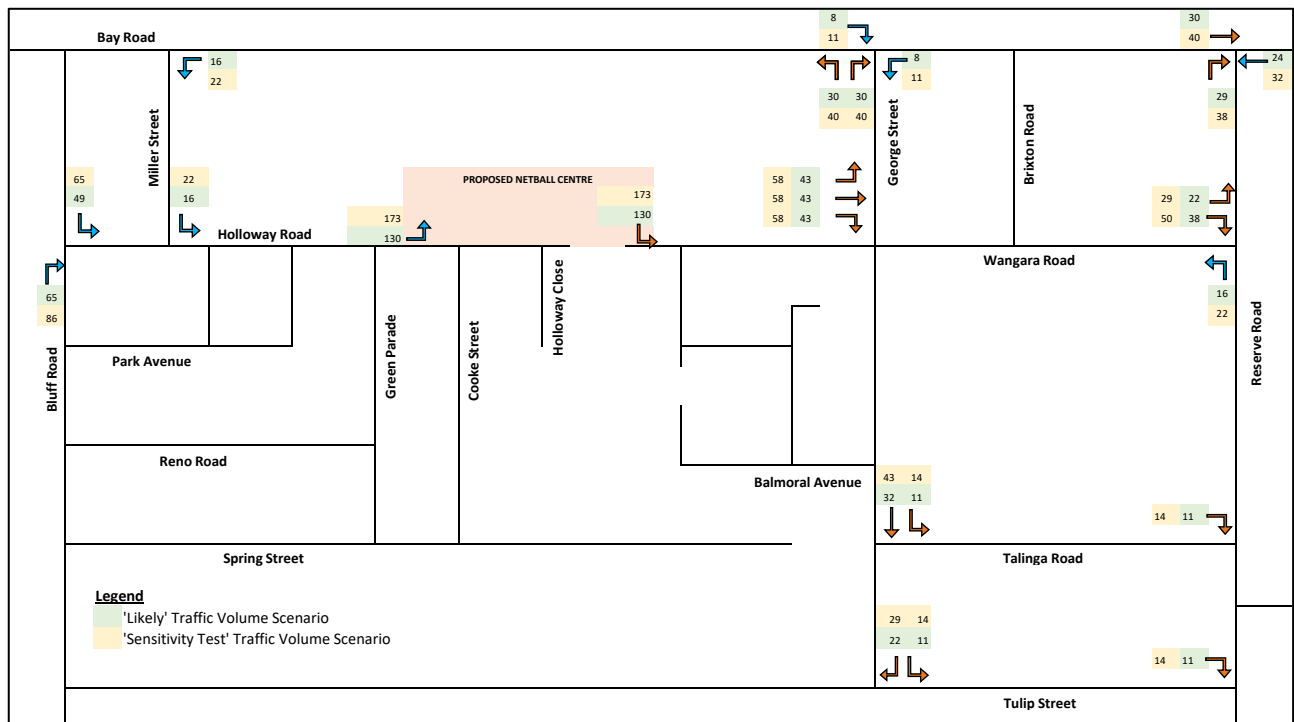 Bay Road
8
11
30
40
16
22
30 30
40 40
8
11
29
38
24
32
Miller Street
George Street
Brixton Road
65
49
22
16
PROPOSED NETBALL CENTRE
173
130
173
130
58 43
58 43
58 43
29 22
50 38
Holloway Road
Wangara Road
65
86
16
22
Bluff Road
Park Avenue
Green Parade
Cooke Street
Holloway Close
Reserve Road
Reno Road
Balmoral Avenue
43 14
32 11
14 11
Spring Street
Talinga Road
Legend
'Likely' Traffic Volume Scenario
'Sensitivity Test' Traffic Volume Scenario
29 14
22 11
14 11
Tulip Street